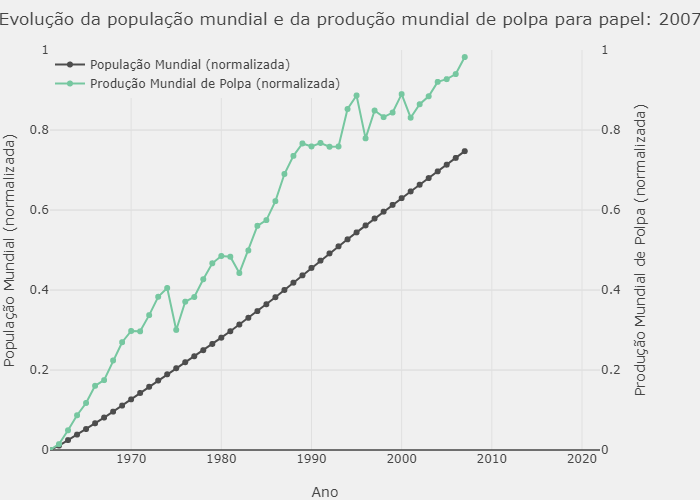 Evolução da população mundial e da produção mundial de polpa para papel: 2007
População Mundial (normalizada)
Produção Mundial de Polpa (normalizada)
1
0.8
0.6
0.4
0.2
0
População Mundial (normalizada)
1
0.8
0.6
0.4
0.2
0
Produção Mundial de Polpa (normalizada)
1970 1980 1990 2000 2010 2020
Ano